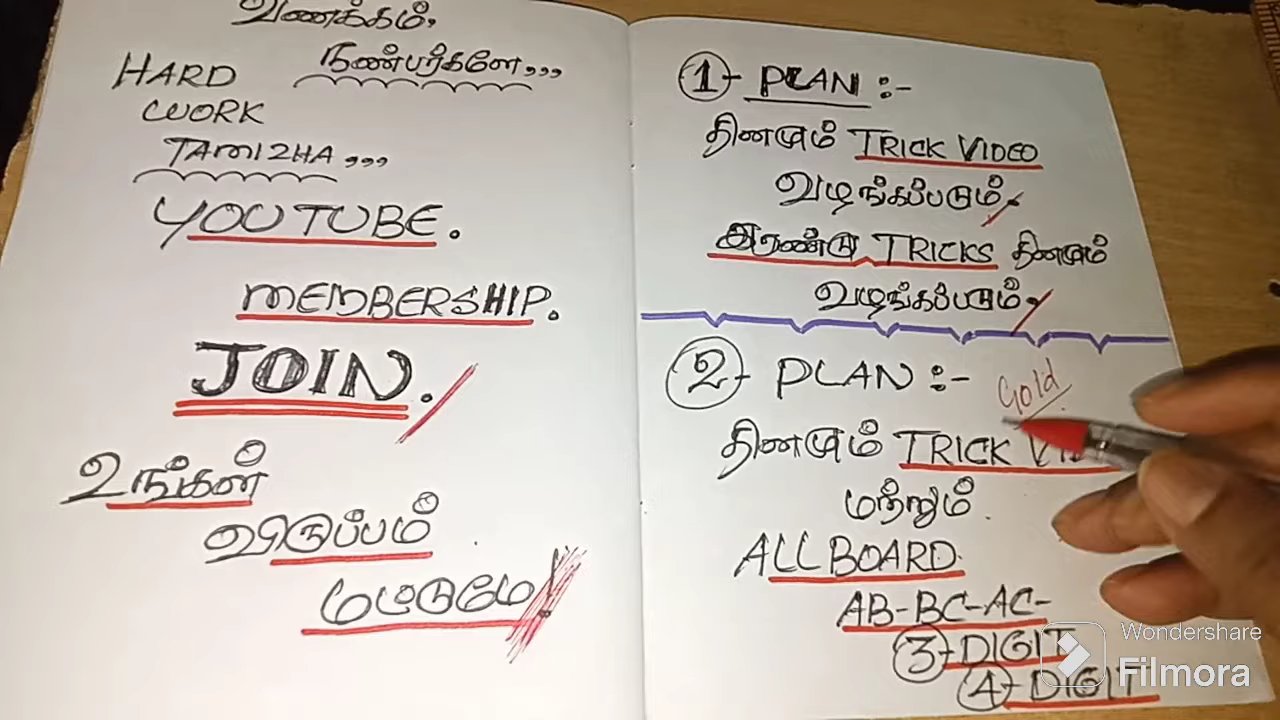 வணக்கம்,
நண்பர்களே,,,
HARD
WORK
TAMIZHA,,,
YOUTUBE.
MEMBERSHIP.
JOIN.
உங்கள்
விருப்பம்
மட்டுமே!
1- PLAN :-
தினமும் TRICK VIDEO
வழங்கப்படும்.
இரண்டு TRICKS தினமும்
வழங்கப்படும்.
2- PLAN :- Gold
தினமும் TRICK
மற்றும்.
ALL BOARD.
AB-BC-AC-
3-DIGIT
4-DIGIT
Wondershare
Filmora